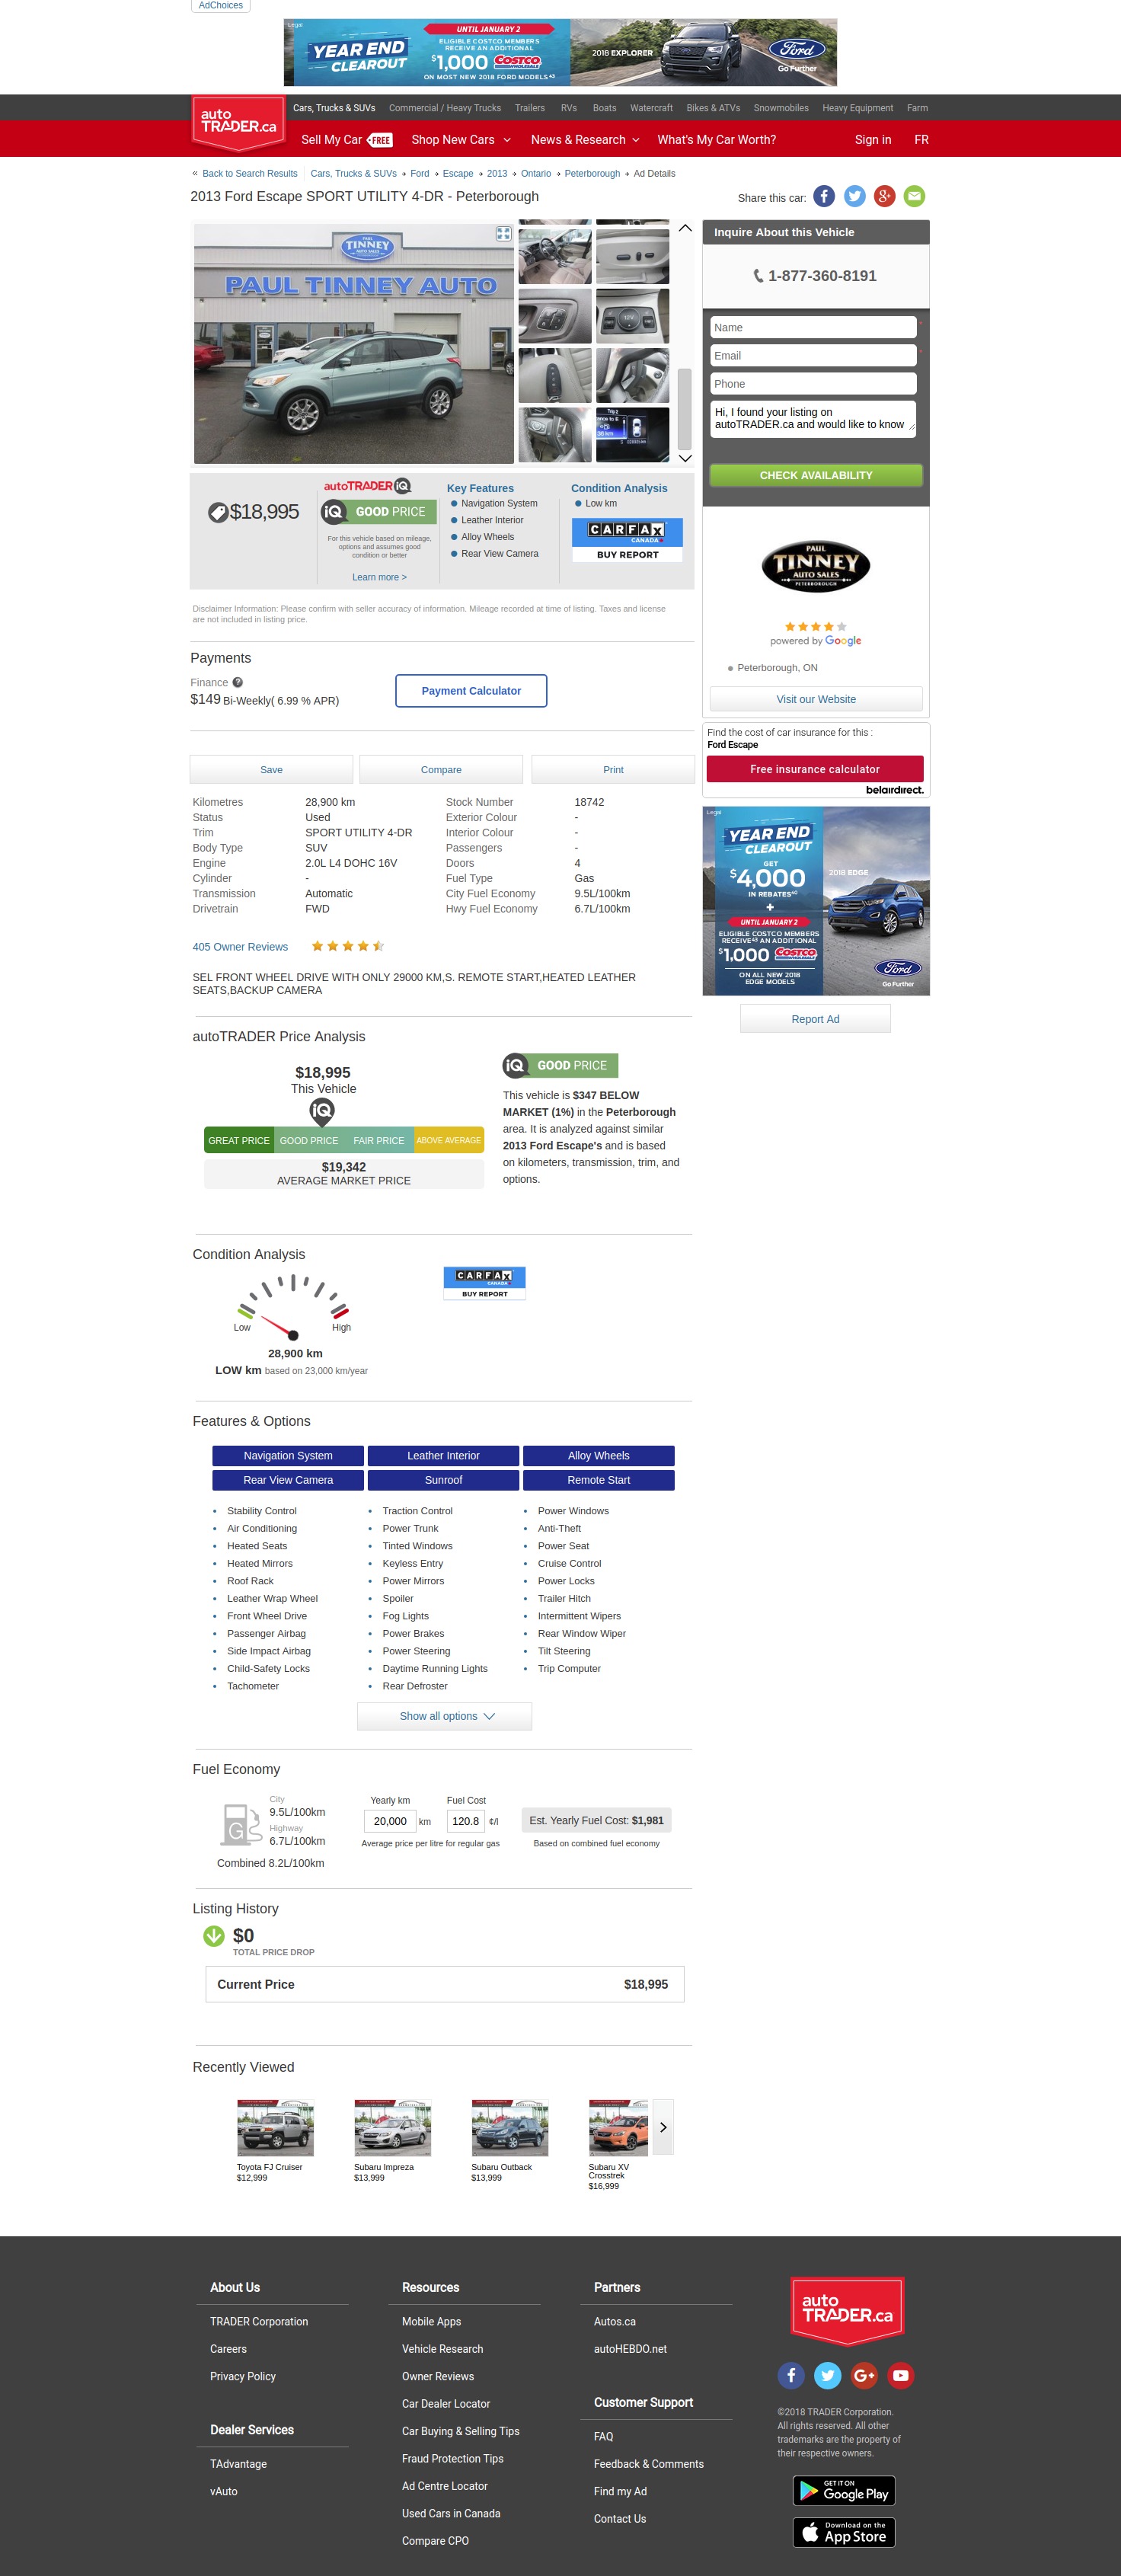 AdChoices
Legal
YEAR END
CLEAROUT
UNTIL JANUARY 2
ELIGIBLE COSTCO MEMBERS
RECEIVE AN ADDITIONAL
$1,000 COSTCO
ON MOST NEW 2018 FORD MODELS
2018 EXPLORER
Ford
Go Further
auto
TRADER.ca
Cars, Trucks & SUVs
Commercial / Heavy Trucks
Trailers
RVs
Boats
Watercraft
Bikes & ATVs
Snowmobiles
Heavy Equipment
Farm
Sell My Car FREE
Shop New Cars
News & Research
What's My Car Worth?
Sign in
FR
« Back to Search Results
Cars, Trucks & SUVs
Ford
Escape
2013
Ontario
Peterborough
Ad Details
2013 Ford Escape SPORT UTILITY 4-DR - Peterborough
Share this car:
PAUL
TINNEY
AUTO SALES
PAUL TINNEY AUTO
Inquire About this Vehicle
1-877-360-8191
Name
Email
Phone
Hi, I found your listing on
autoTRADER.ca and would like to know
CHECK AVAILABILITY
$18,995
autoTRADER iQ
iQ GOOD PRICE
For this vehicle based on mileage,
options and assumes good
condition or better
Learn more >
Key Features
Navigation System
Leather Interior
Alloy Wheels
Rear View Camera
Condition Analysis
Low km
CARFAX
CANADA
BUY REPORT
PAUL
TINNEY
AUTO SALES
PETERBOROUGH
powered by Google
Peterborough, ON
Visit our Website
Disclaimer Information: Please confirm with seller accuracy of information. Mileage recorded at time of listing. Taxes and license
are not included in listing price.
Payments
Finance ?
$149 Bi-Weekly( 6.99 % APR)
Payment Calculator
Find the cost of car insurance for this :
Ford Escape
Free insurance calculator
belairdirect.
Save
Compare
Print
Kilometres 28,900 km Stock Number 18742
Status Used Exterior Colour -
Trim SPORT UTILITY 4-DR Interior Colour -
Body Type SUV Passengers -
Engine 2.0L L4 DOHC 16V Doors 4
Cylinder - Fuel Type Gas
Transmission Automatic City Fuel Economy 9.5L/100km
Drivetrain FWD Hwy Fuel Economy 6.7L/100km
Legal
YEAR END
CLEAROUT
GET
$4,000
IN REBATES
+
UNTIL JANUARY 2
ELIGIBLE COSTCO MEMBERS
RECEIVE AN ADDITIONAL
$1,000 COSTCO
ON ALL NEW 2018
EDGE MODELS
2018 EDGE
Ford
Go Further
Report Ad
405 Owner Reviews
SEL FRONT WHEEL DRIVE WITH ONLY 29000 KM,S. REMOTE START,HEATED LEATHER
SEATS,BACKUP CAMERA
autoTRADER Price Analysis
$18,995
This Vehicle
iQ
GREAT PRICE GOOD PRICE FAIR PRICE ABOVE AVERAGE
$19,342
AVERAGE MARKET PRICE
iQ GOOD PRICE
This vehicle is $347 BELOW
MARKET (1%) in the Peterborough
area. It is analyzed against similar
2013 Ford Escape's and is based
on kilometers, transmission, trim, and
options.
Condition Analysis
Low High
28,900 km
LOW km based on 23,000 km/year
CARFAX
CANADA
BUY REPORT
Features & Options
Navigation System Leather Interior Alloy Wheels
Rear View Camera Sunroof Remote Start
Stability Control Traction Control Power Windows
Air Conditioning Power Trunk Anti-Theft
Heated Seats Tinted Windows Power Seat
Heated Mirrors Keyless Entry Cruise Control
Roof Rack Power Mirrors Power Locks
Leather Wrap Wheel Spoiler Trailer Hitch
Front Wheel Drive Fog Lights Intermittent Wipers
Passenger Airbag Power Brakes Rear Window Wiper
Side Impact Airbag Power Steering Tilt Steering
Child-Safety Locks Daytime Running Lights Trip Computer
Tachometer Rear Defroster
Show all options
Fuel Economy
G
City
9.5L/100km
Highway
6.7L/100km
Combined 8.2L/100km
Yearly km Fuel Cost
20,000 km 120.8 ¢/l
Average price per litre for regular gas
Est. Yearly Fuel Cost: $1,981
Based on combined fuel economy
Listing History
$0
TOTAL PRICE DROP
Current Price $18,995
Recently Viewed
Toyota FJ Cruiser
$12,999
Subaru Impreza
$13,999
Subaru Outback
$13,999
Subaru XV
Crosstrek
$16,999
About Us
TRADER Corporation
Careers
Privacy Policy
Dealer Services
TAdvantage
vAuto
Resources
Mobile Apps
Vehicle Research
Owner Reviews
Car Dealer Locator
Car Buying & Selling Tips
Fraud Protection Tips
Ad Centre Locator
Used Cars in Canada
Compare CPO
Partners
Autos.ca
autoHEBDO.net
Customer Support
FAQ
Feedback & Comments
Find my Ad
Contact Us
auto
TRADER.ca
©2018 TRADER Corporation.
All rights reserved. All other
trademarks are the property of
their respective owners.
GET IT ON
Google Play
Download on the
App Store